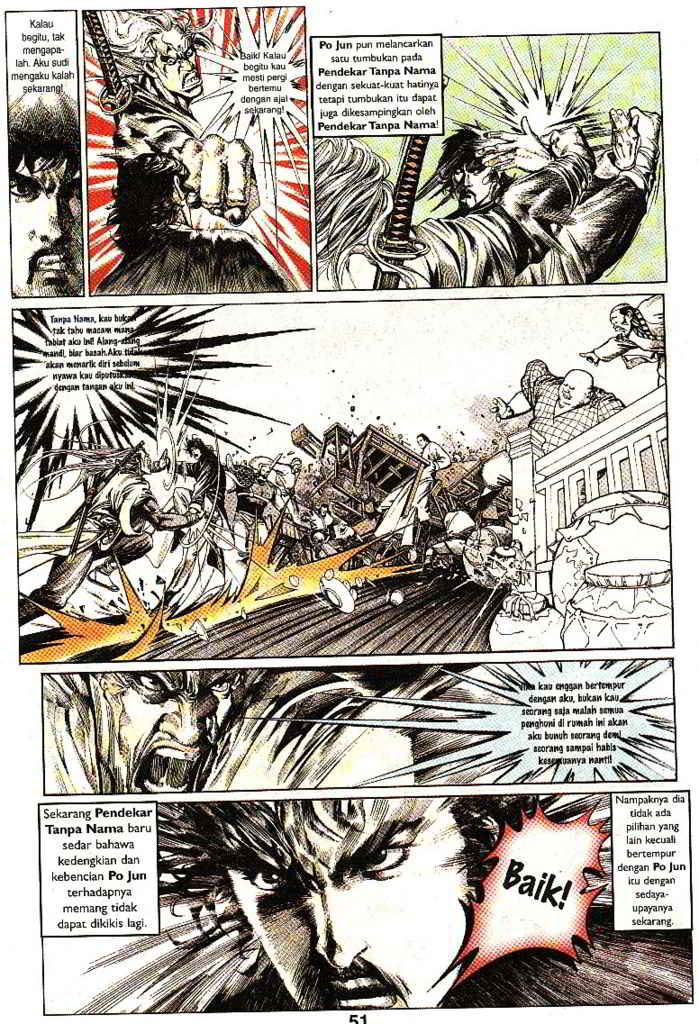 Kalau
begitu, tak
mengapa-
lah. Aku sudi
mengaku kalah
sekarang!
Baik! Kalau
begitu kau
mesti pergi
bertemu
dengan ajal
sekarang!
Po Jun pun melancarkan
satu tumbukan pada
Pendekar Tanpa Nama
dengan sekuat-kuat hatinya
tetapi tumbukan itu dapat
juga dikesampingkan oleh
Pendekar Tanpa Nama!
Tanpa Nama, kau bukan
tak tahu macam mana
tabiat aku ini! Alang-alang
mandi, biar basah. Aku tidak
akan menarik diri sebelum
nyawa kau diputuskan
dengan tangan aku ini.
Jika kau enggan bertempur
dengan aku, bukan kau
seorang saja malah semua
penghuni di rumah ini akan
aku bunuh seorang demi
seorang sampai habis
kesemuanya nanti!
Sekarang Pendekar
Tanpa Nama baru
sedar bahawa
kedengkian dan
kebencian Po Jun
terhadapnya
memang tidak
dapat dikikis lagi.
Baik!
Nampaknya dia
tidak ada
pilihan yang
lain kecuali
bertempur
dengan Po Jun
itu dengan
sedaya-
upayanya
sekarang.
51